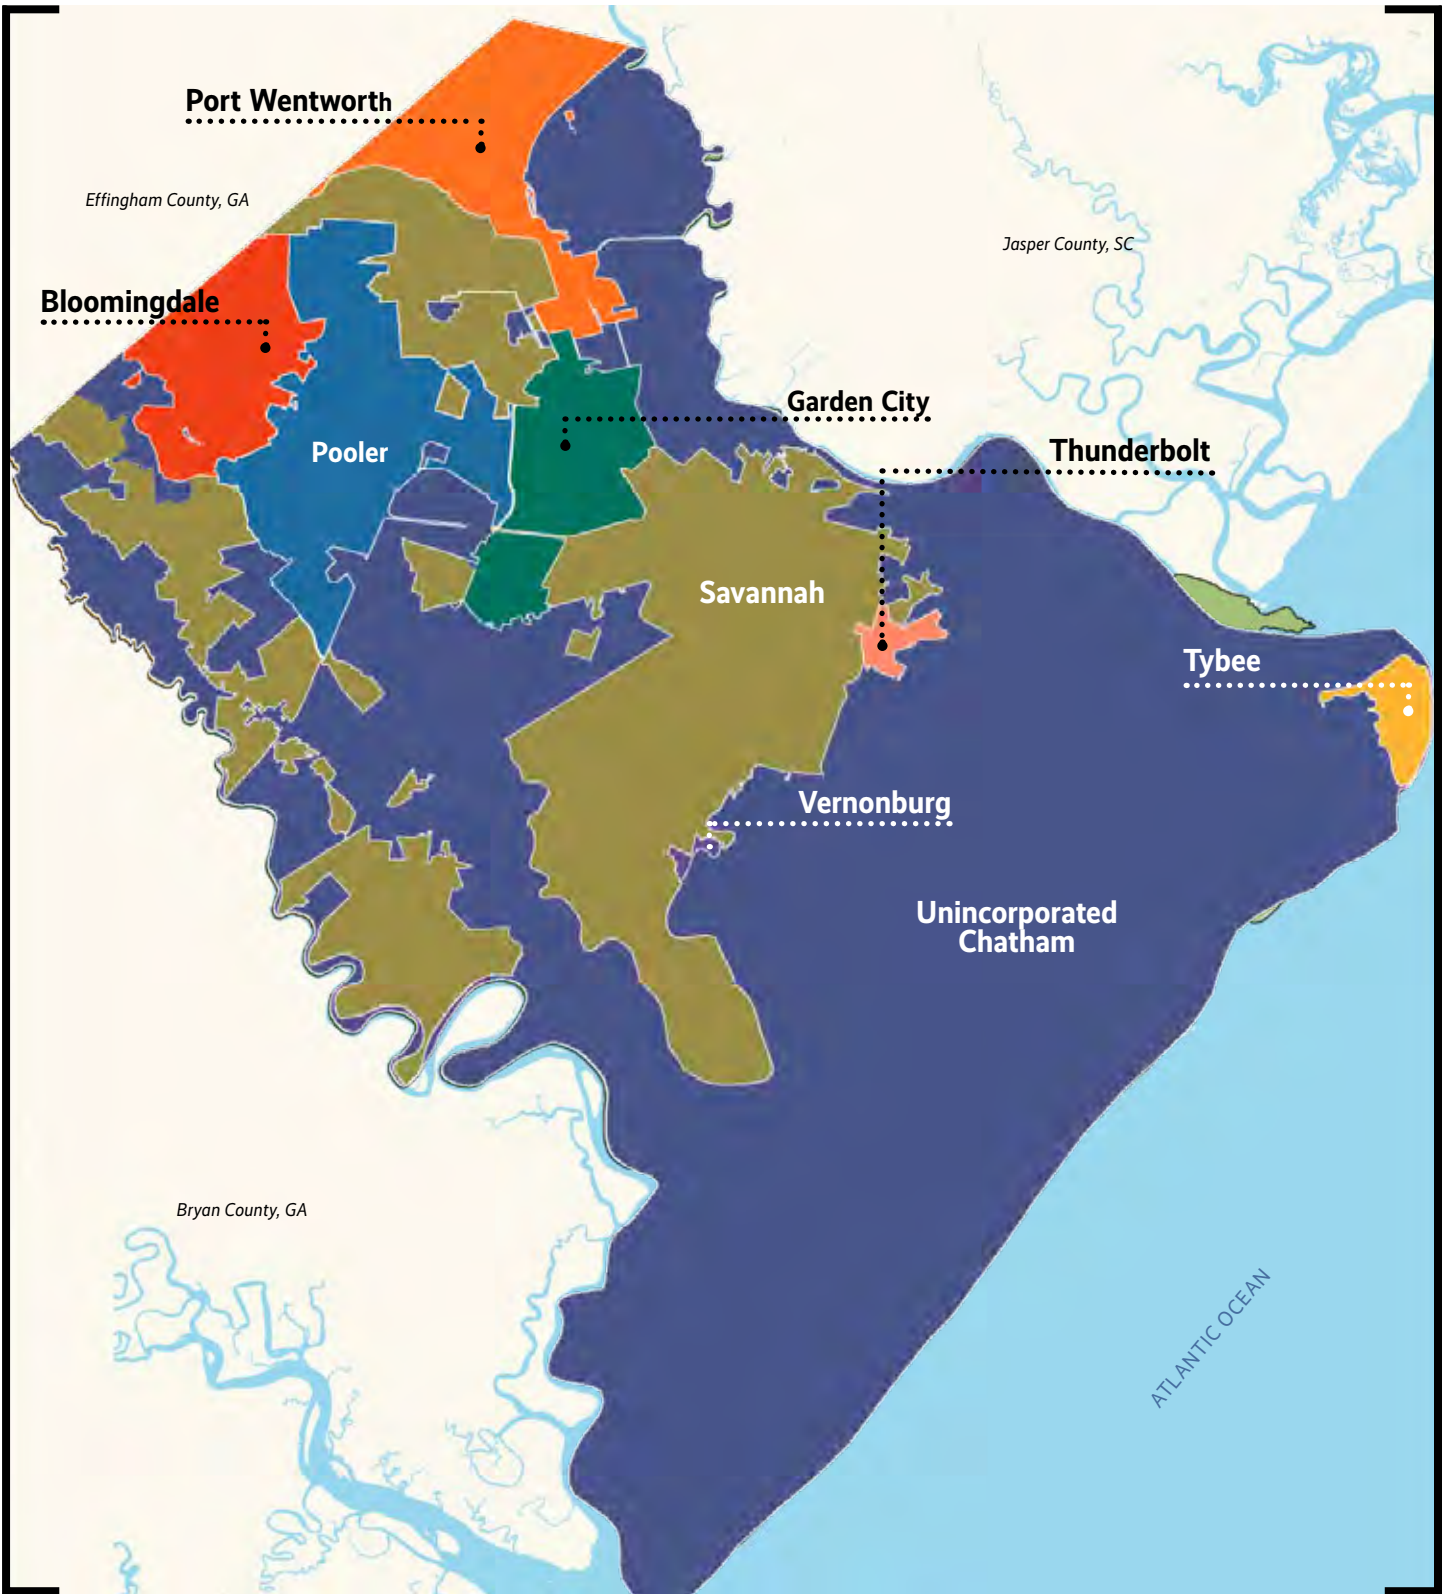 Port Wentworth
Effingham County, GA
Jasper County, SC
Bloomingdale
Garden City
Pooler
Thunderbolt
Savannah
Tybee
Vernonburg
Unincorporated
Chatham
Bryan County, GA
ATLANTIC OCEAN